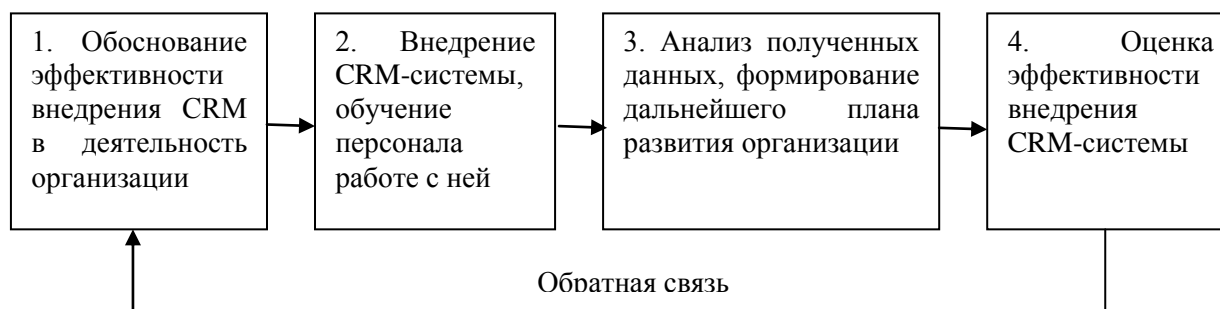 1. Обоснование
эффективности
внедрения CRM
в деятельность
организации
2. Внедрение
CRM-системы,
обучение
персонала
работе с ней
3. Анализ полученных
данных, формирование
дальнейшего плана
развития организации
4. Оценка
эффективности
внедрения
CRM-системы
Обратная связь